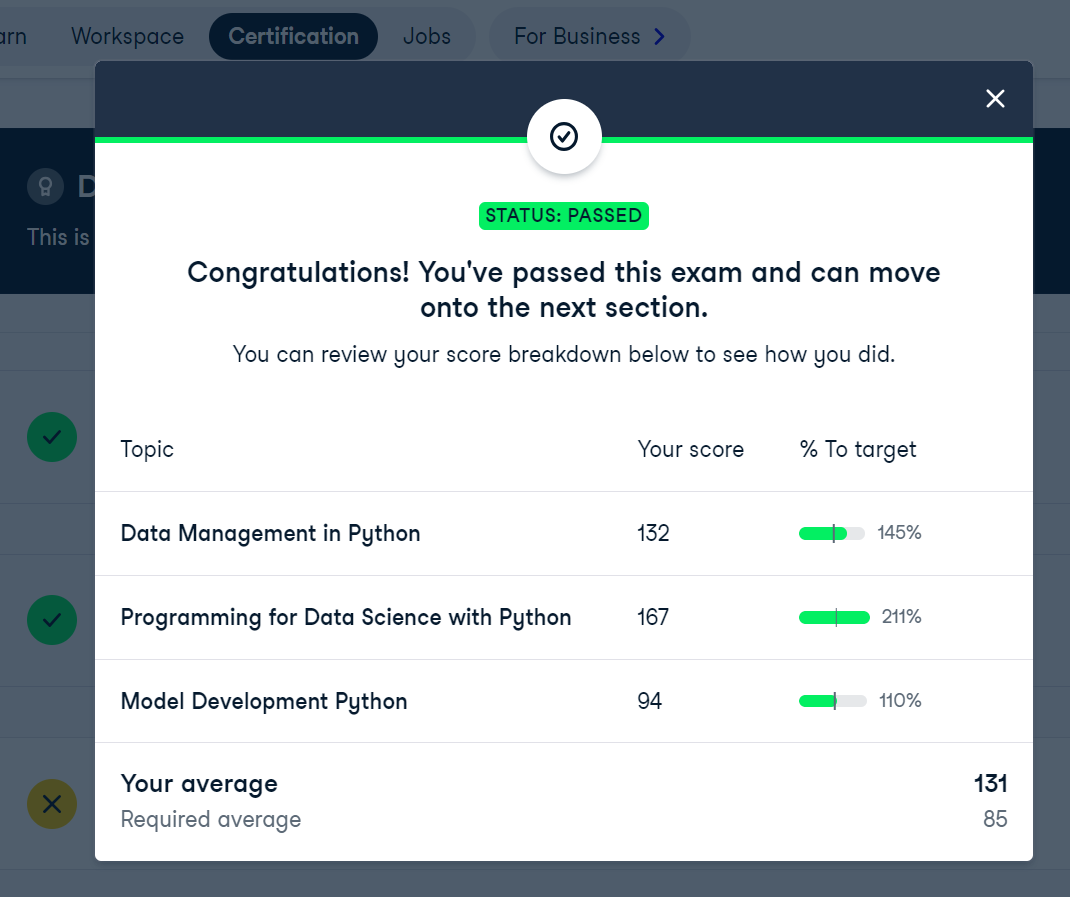 Workspace
Certification
Jobs
For Business
This is
STATUS: PASSED
Congratulations! You've passed this exam and can move
onto the next section.
You can review your score breakdown below to see how you did.
Topic Your score % To target
Data Management in Python 132 145%
Programming for Data Science with Python 167 211%
Model Development Python 94 110%
Your average 131
Required average 85